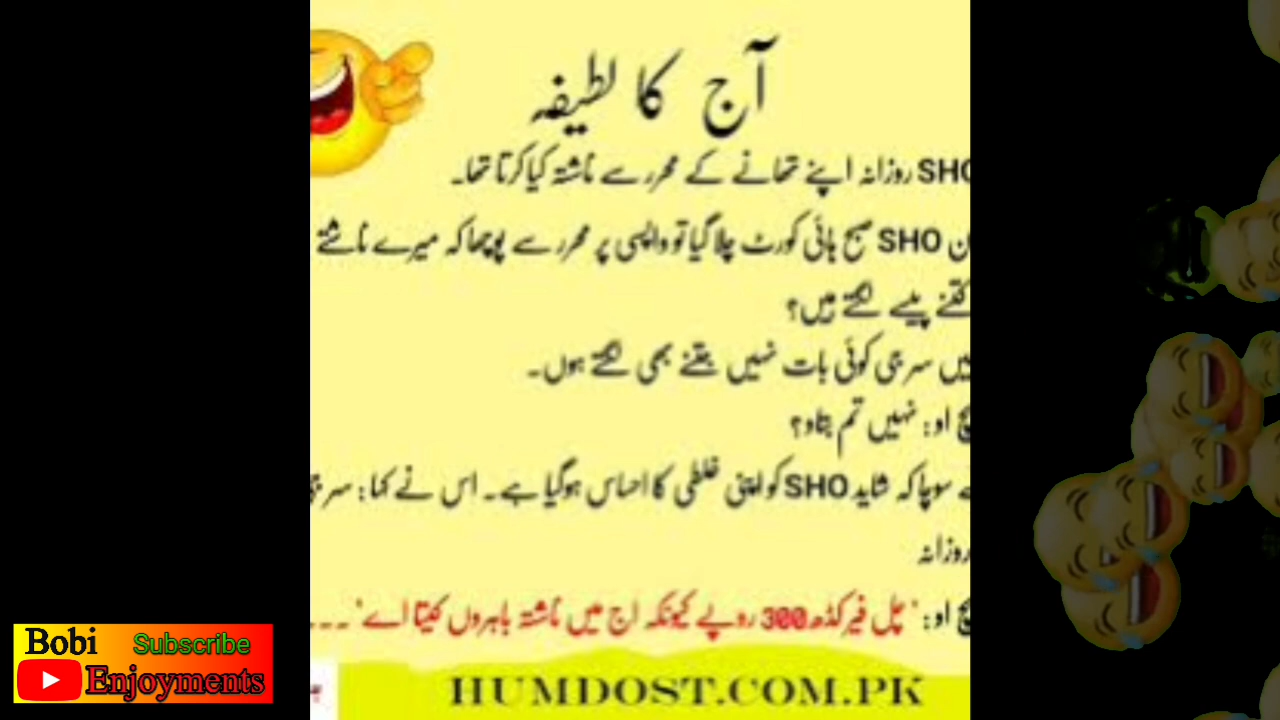 آج کا لطیفہ
SHO روزانہ اپنے تھانے کے محرر سے ناشتہ کیا کرتا تھا۔
SHO صبح ہائی کورٹ چلا گیا تو واپسی پر محرر سے پوچھا کہ میرے ناشتے
کتنے پیسے لگتے ہیں؟
سر جی کوئی بات نہیں جتنے بھی لگتے ہوں۔
او: نہیں تم بتاو؟
سوچا کہ شاید SHO کو اپنی غلطی کا احساس ہوگیا ہے۔ اس نے کہا: سر جی
روزانہ
او: "چل فیر کڈھ 300 روپے کیونکہ اج میں ناشتہ باہروں کیتا اے"...
HUMDOST.COM.PK
Bobi Subscribe
Enjoyments